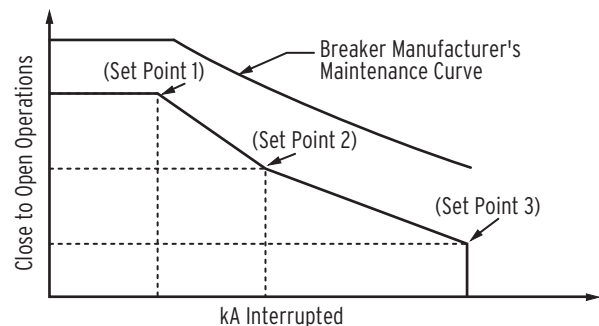 Breaker Manufacturer's
Maintenance Curve
(Set Point 1)
(Set Point 2)
(Set Point 3)
Close to Open Operations
kA Interrupted